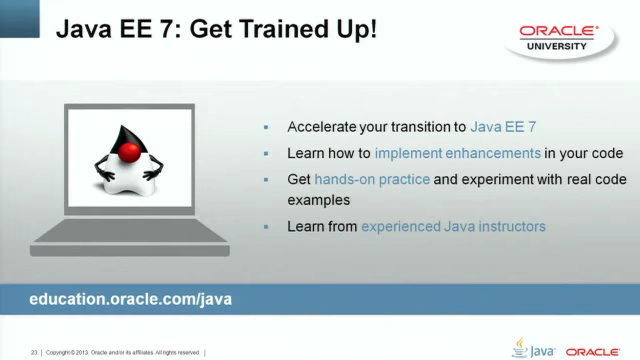 Java EE 7: Get Trained Up!
ORACLE
UNIVERSITY
▪ Accelerate your transition to Java EE 7
▪ Learn how to implement enhancements in your code
▪ Get hands-on practice and experiment with real code
examples
▪ Learn from experienced Java instructors
education.oracle.com/java
23 | Copyright © 2013, Oracle and/or its affiliates. All rights reserved. |
Java ORACLE